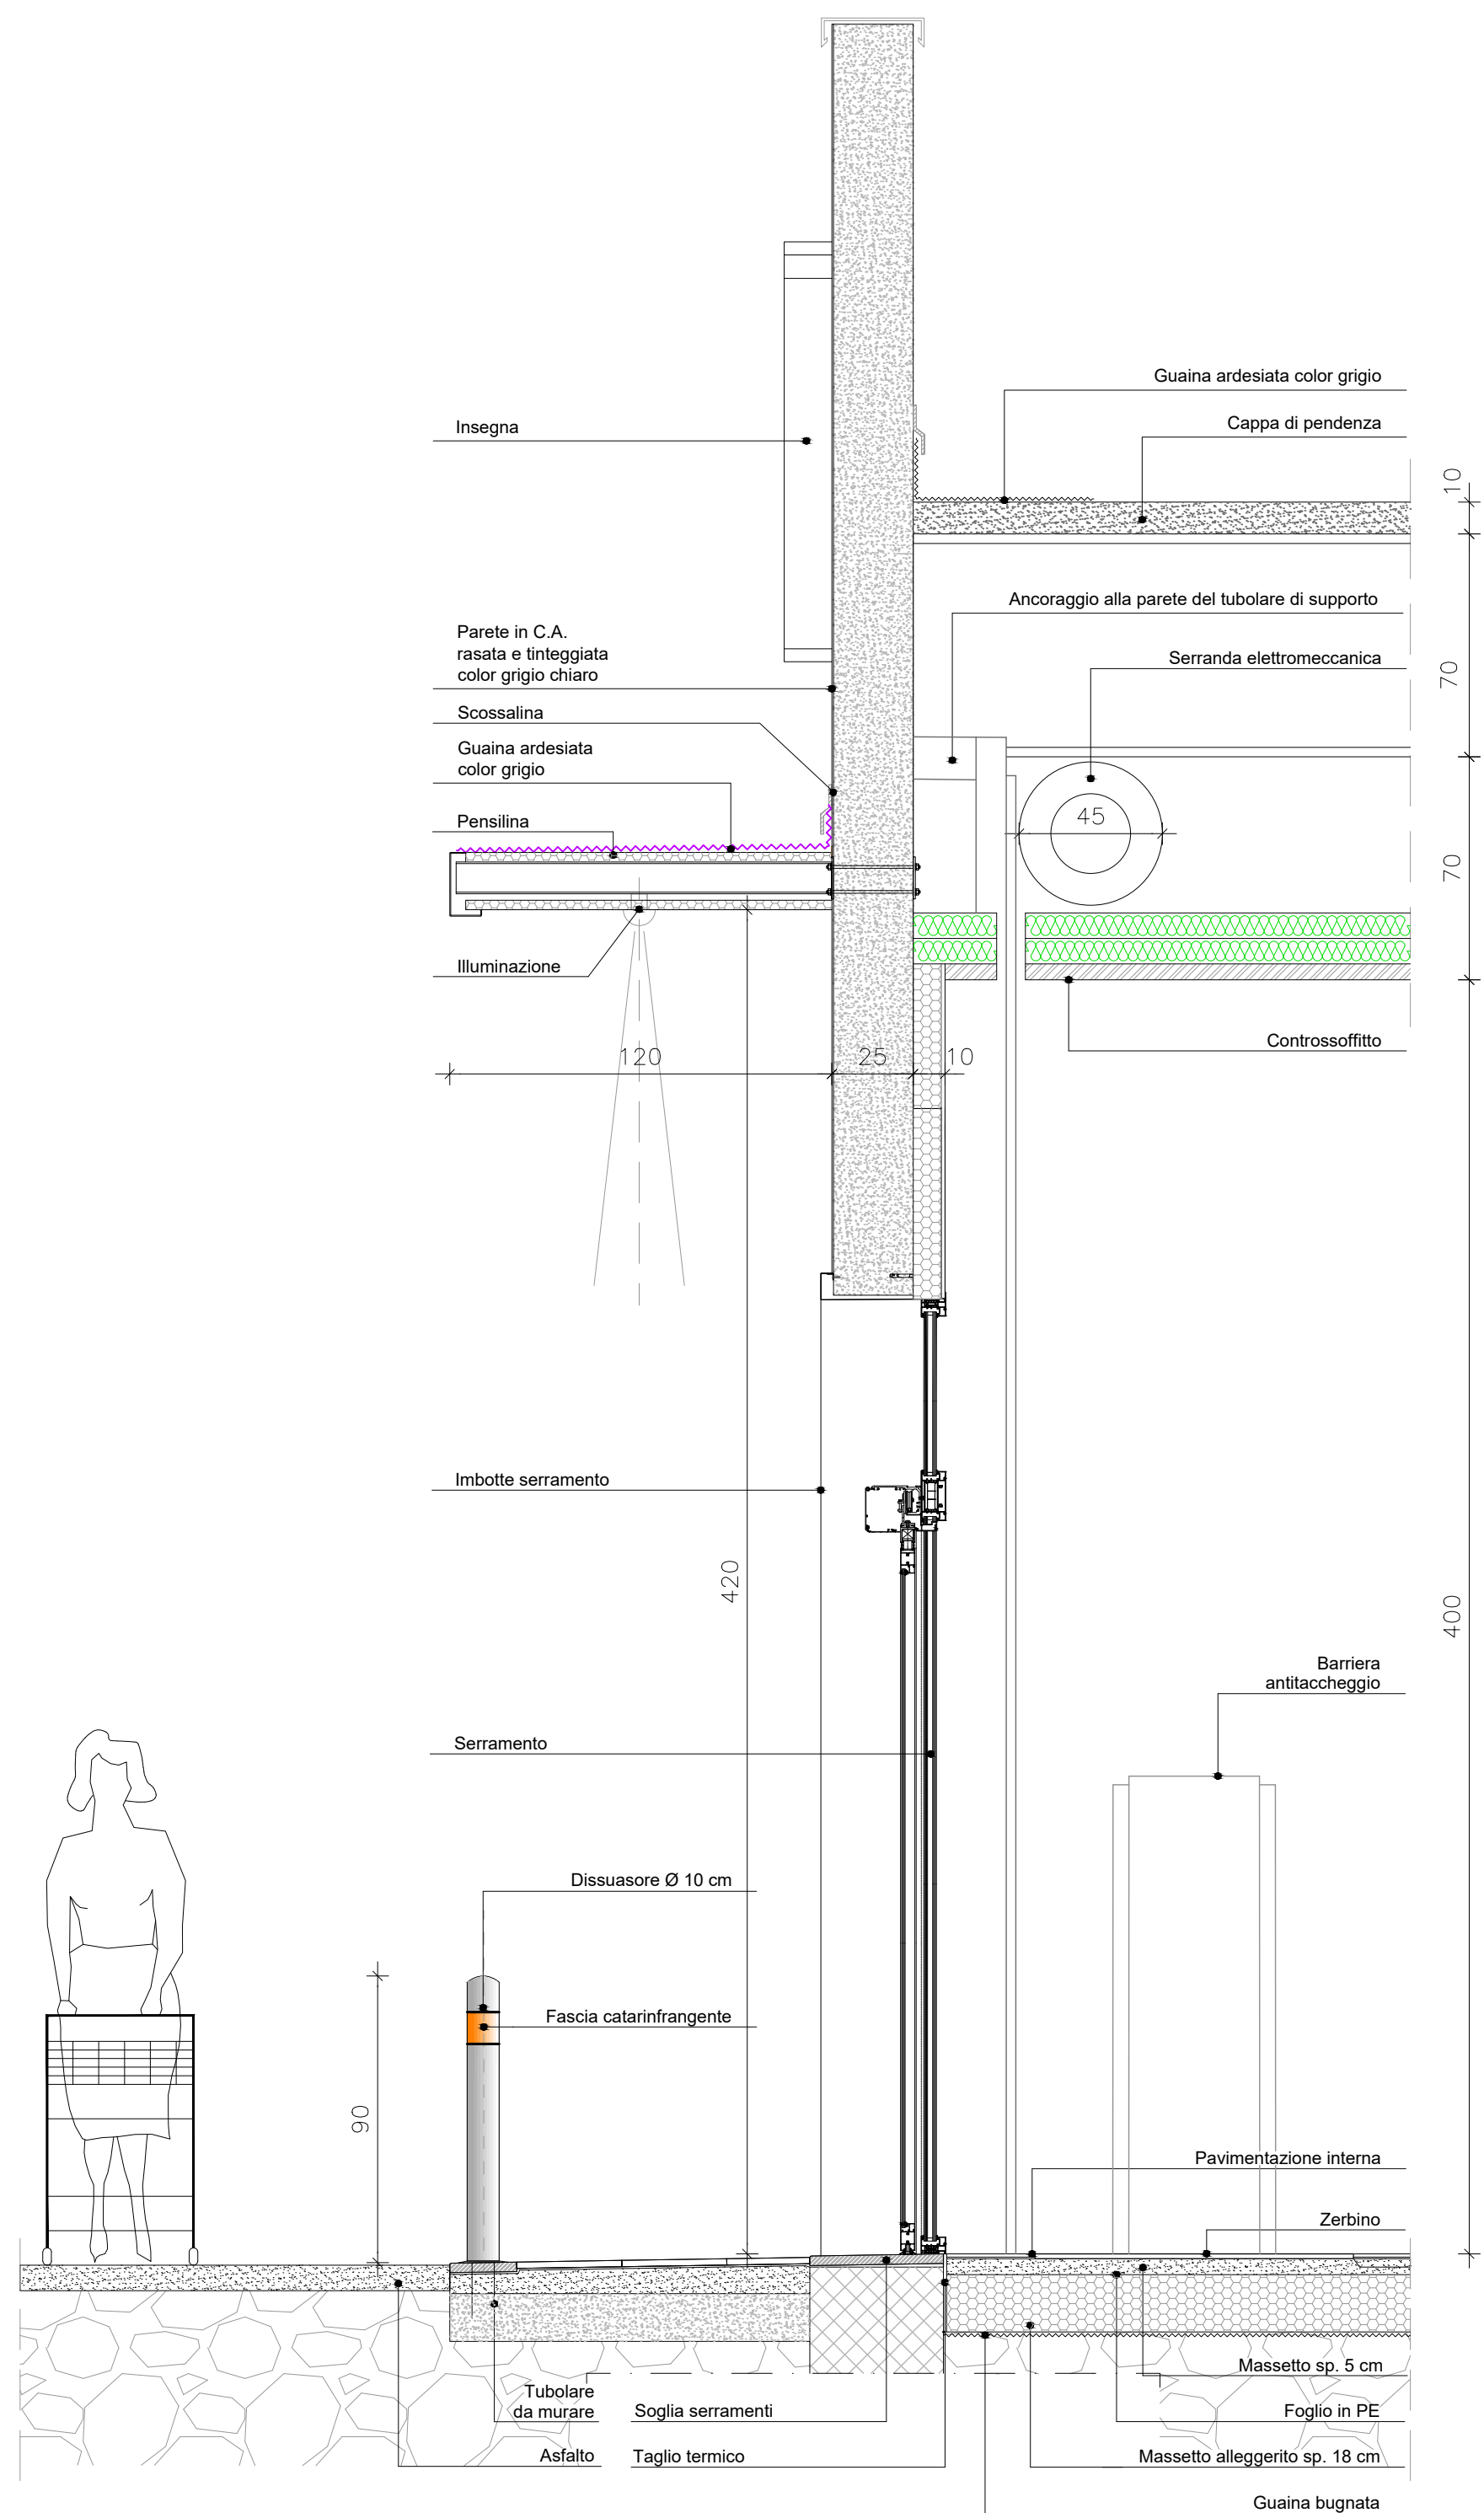 Guaina ardesiata color grigio
Cappa di pendenza
Insegna
10
Ancoraggio alla parete del tubolare di supporto
Parete in C.A.
rasata e tinteggiata
color grigio chiaro
Serranda elettromeccanica
70
Scossalina
Guaina ardesiata
color grigio
Pensilina
45
70
Illuminazione
Controssoffitto
120
25
10
Imbotte serramento
420
400
Barriera
antitaccheggio
Serramento
Dissuasore Ø 10 cm
Fascia catarinfrangente
90
Pavimentazione interna
Zerbino
Massetto sp. 5 cm
Tubolare
da murare
Soglia serramenti
Foglio in PE
Asfalto
Taglio termico
Massetto alleggerito sp. 18 cm
Guaina bugnata